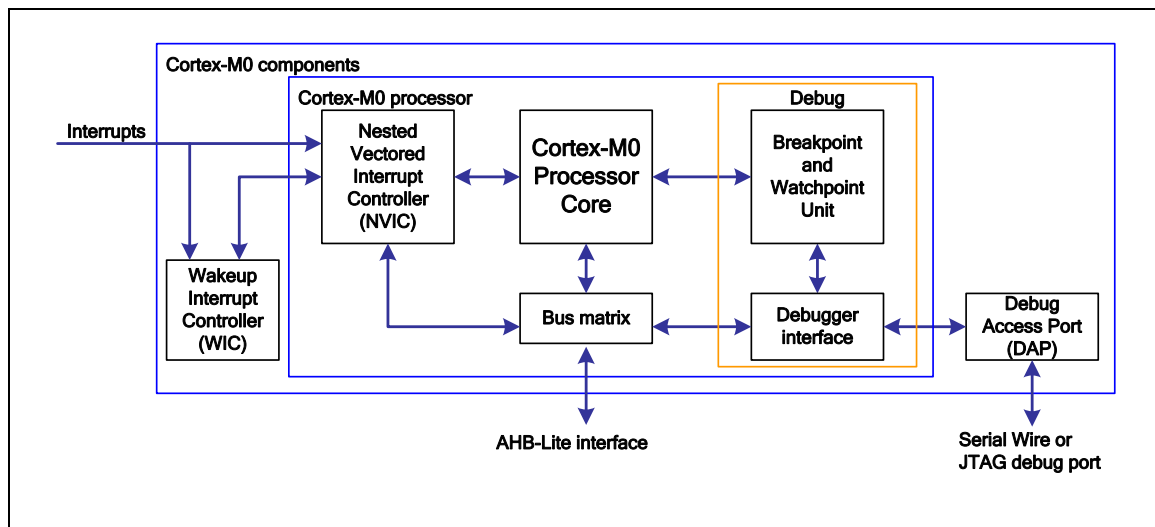 Cortex-M0 components
Cortex-M0 processor
Debug
Interrupts
Nested
Vectored
Interrupt
Controller
(NVIC)
Cortex-M0
Processor
Core
Breakpoint
and
Watchpoint
Unit
Wakeup
Interrupt
Controller
(WIC)
Bus matrix
Debugger
interface
Debug
Access Port
(DAP)
AHB-Lite interface
Serial Wire or
JTAG debug port